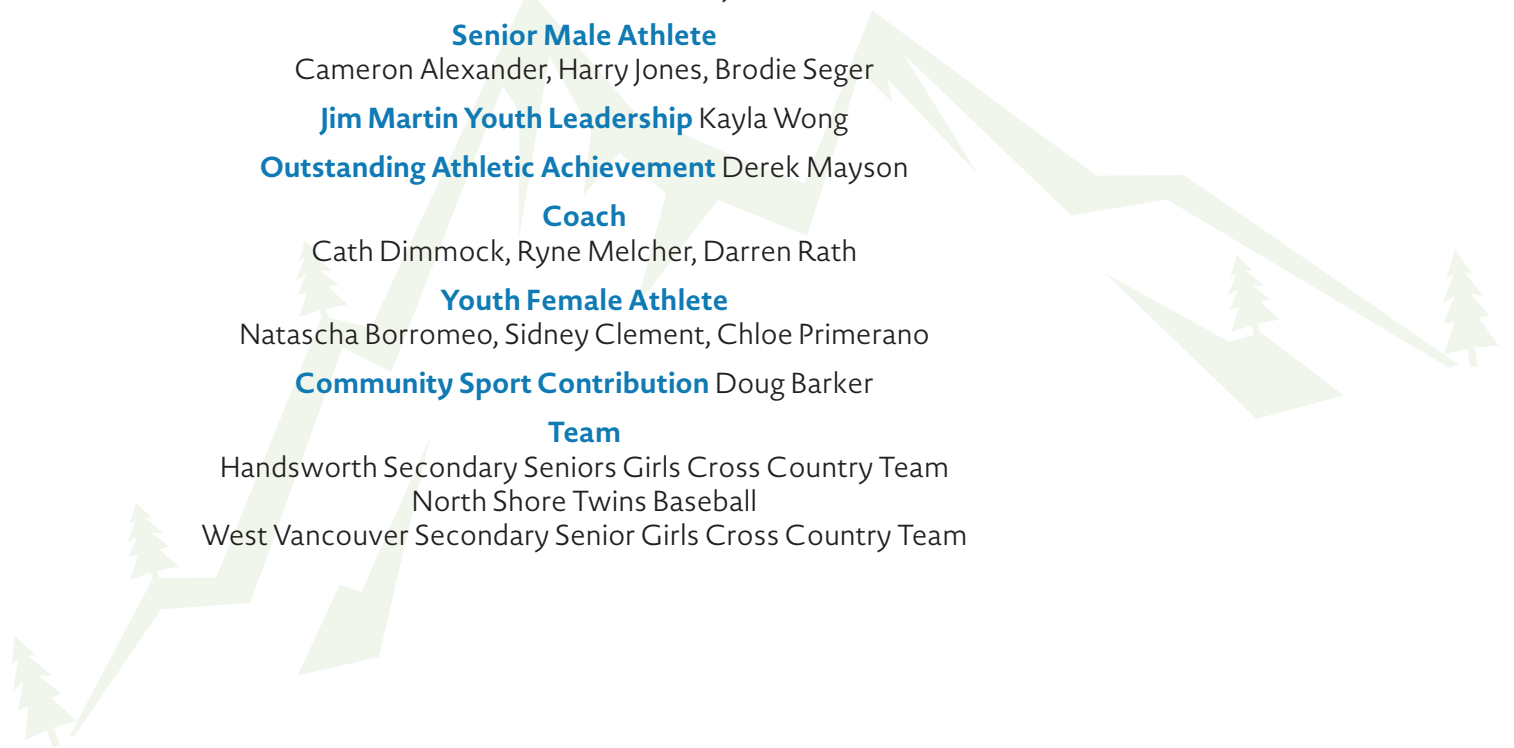 Senior Male Athlete
Cameron Alexander, Harry Jones, Brodie Seger
Jim Martin Youth Leadership Kayla Wong
Outstanding Athletic Achievement Derek Mayson
Coach
Cath Dimmock, Ryne Melcher, Darren Rath
Youth Female Athlete
Natascha Borromeo, Sidney Clement, Chloe Primerano
Community Sport Contribution Doug Barker
Team
Handsworth Secondary Seniors Girls Cross Country Team
North Shore Twins Baseball
West Vancouver Secondary Senior Girls Cross Country Team